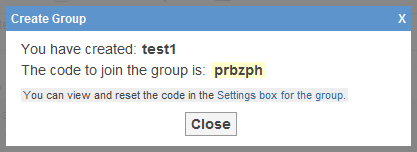 Create Group X
You have created: test1
The code to join the group is: prbzph
You can view and reset the code in the Settings box for the group.
Close